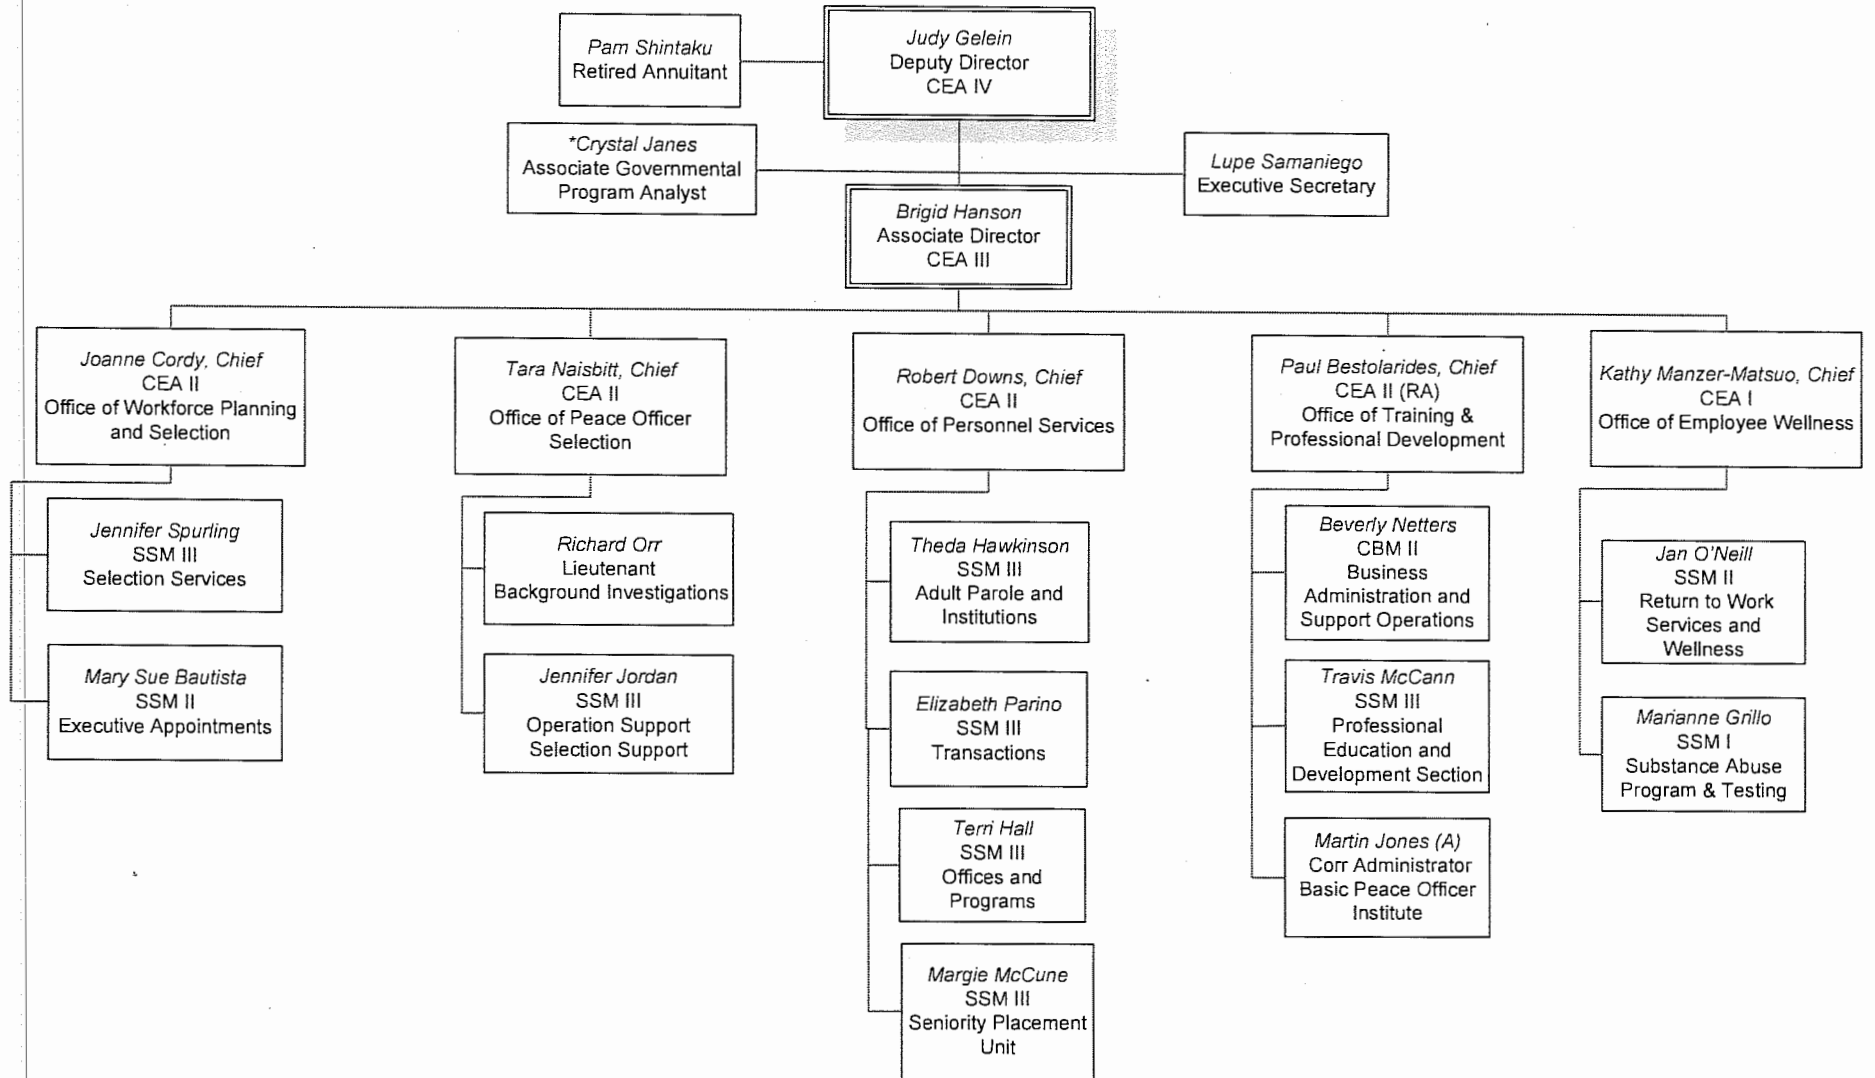 Pam Shintaku
Retired Annuitant
Judy Gelein
Deputy Director
CEA IV
*Crystal Janes
Associate Governmental
Program Analyst
Lupe Samaniego
Executive Secretary
Brigid Hanson
Associate Director
CEA III
Joanne Cordy, Chief
CEA II
Office of Workforce Planning
and Selection
Jennifer Spurling
SSM III
Selection Services
Mary Sue Bautista
SSM II
Executive Appointments
Tara Naisbitt, Chief
CEA II
Office of Peace Officer
Selection
Richard Orr
Lieutenant
Background Investigations
Jennifer Jordan
SSM III
Operation Support
Selection Support
Robert Downs, Chief
CEA II
Office of Personnel Services
Theda Hawkinson
SSM III
Adult Parole and
Institutions
Elizabeth Parino
SSM III
Transactions
Terri Hall
SSM III
Offices and
Programs
Margie McCune
SSM III
Seniority Placement
Unit
Paul Bestolarides, Chief
CEA II (RA)
Office of Training &
Professional Development
Beverly Netters
CBM II
Business
Administration and
Support Operations
Travis McCann
SSM III
Professional
Education and
Development Section
Martin Jones (A)
Corr Administrator
Basic Peace Officer
Institute
Kathy Manzer-Matsuo, Chief
CEA I
Office of Employee Wellness
Jan O'Neill
SSM II
Return to Work
Services and
Wellness
Marianne Grillo
SSM I
Substance Abuse
Program & Testing